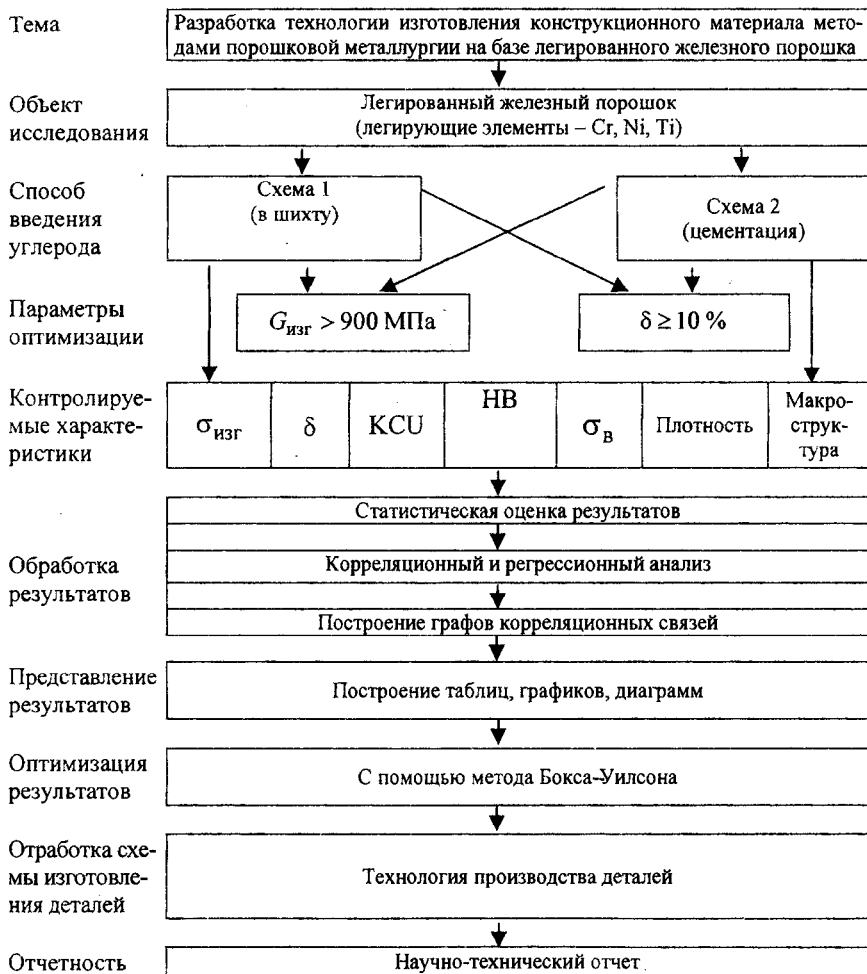 Тема
Разработка технологии изготовления конструкционного материала мето-
дами порошковой металлургии на базе легированного железного порошка
Объект
исследования
Легированный железный порошок
(легирующие элементы – Cr, Ni, Ti)
Способ
введения
углерода
Схема 1
(в шихту)
Схема 2
(цементация)
Параметры
оптимизации
Gизг > 900 МПа
δ ≥ 10 %
Контролируе-
мые характе-
ристики
σизг
δ
KCU
HB
σв
Плотность
Макро-
струк-
тура
Обработка
результатов
Статистическая оценка результатов
Корреляционный и регрессионный анализ
Построение графов корреляционных связей
Представление
результатов
Построение таблиц, графиков, диаграмм
Оптимизация
результатов
С помощью метода Бокса–Уилсона
Отработка схе-
мы изготовле-
ния деталей
Технология производства деталей
Отчетность
Научно-технический отчет